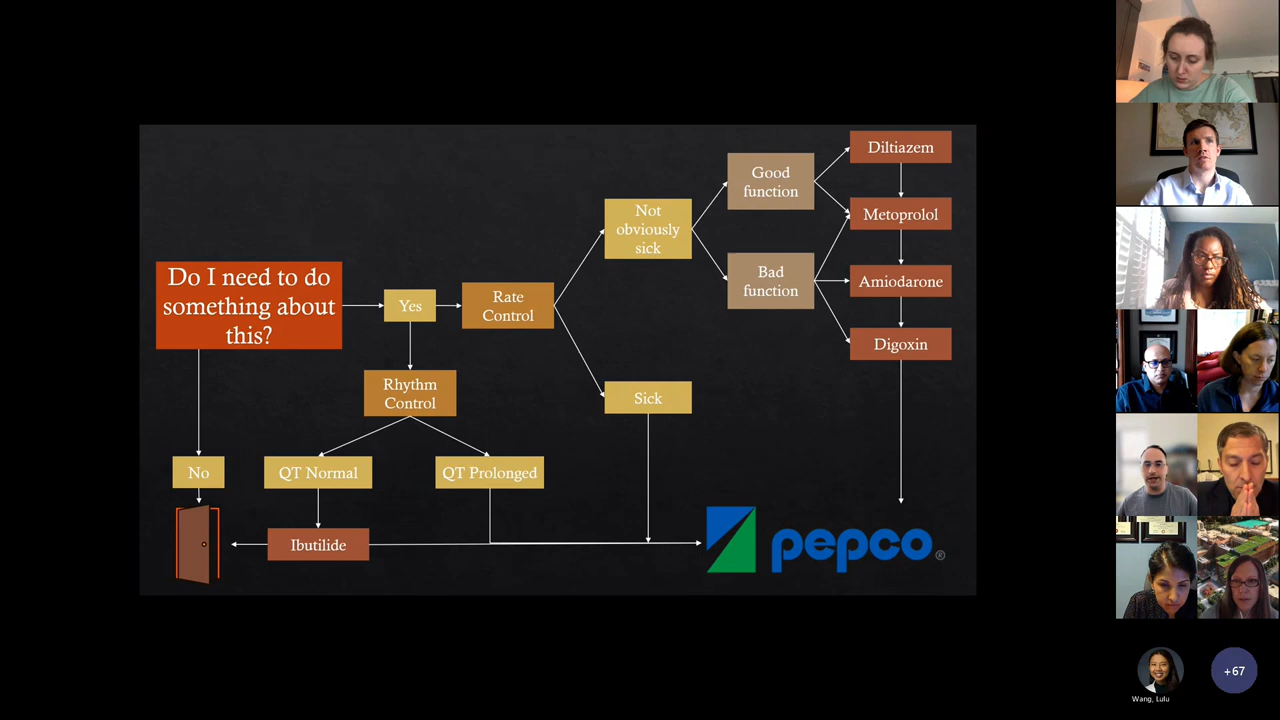 Do I need to do
something about
this?
Yes
Rate
Control
Not
obviously
sick
Good
function
Bad
function
Diltiazem
Metoprolol
Amiodarone
Digoxin
Rhythm
Control
Sick
No
QT Normal
QT Prolonged
Ibutilide
pepco®
Wang, Lulu
+67